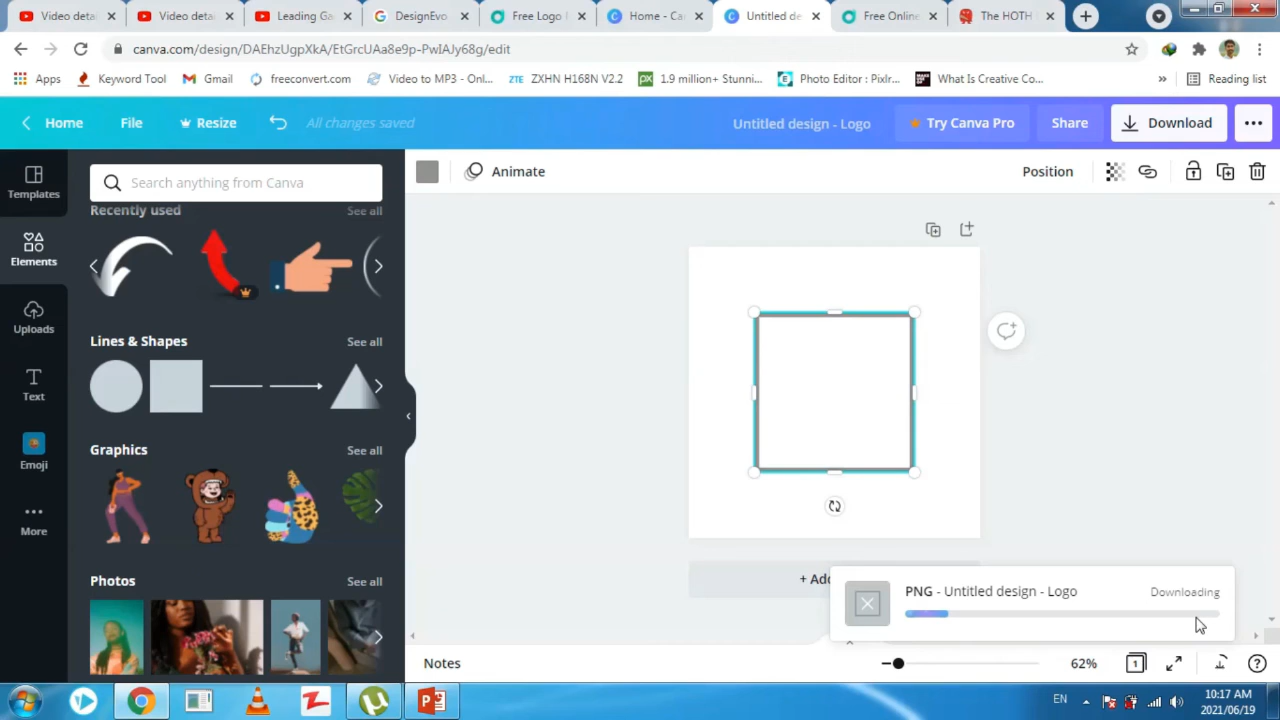 Video deta
Video deta
Leading Ga
DesignEvo
Free Logo
Home - Ca
Untitled de
Free Online
The HOTH
canva.com/design/DAEhzUgpXkA/EtGrcUAa8e9p-PwIAJy68g/edit
Apps
Keyword Tool
Gmail
freeconvert.com
Video to MP3 - Onl...
ZTE ZXHN H168N V2.2
px 1.9 million+ Stunni...
Photo Editor : Pixlr...
What Is Creative Co...
»
Reading list
Home
File
Resize
All changes saved
Untitled design - Logo
Try Canva Pro
Share
Download
Templates
Elements
Uploads
Text
Emoji
More
Search anything from Canva
Recently used
See all
Lines & Shapes
See all
Graphics
See all
Photos
See all
Animate
Position
+ Add
PNG - Untitled design - Logo
Downloading
Notes
62%
1
EN
10:17 AM
2021/06/19